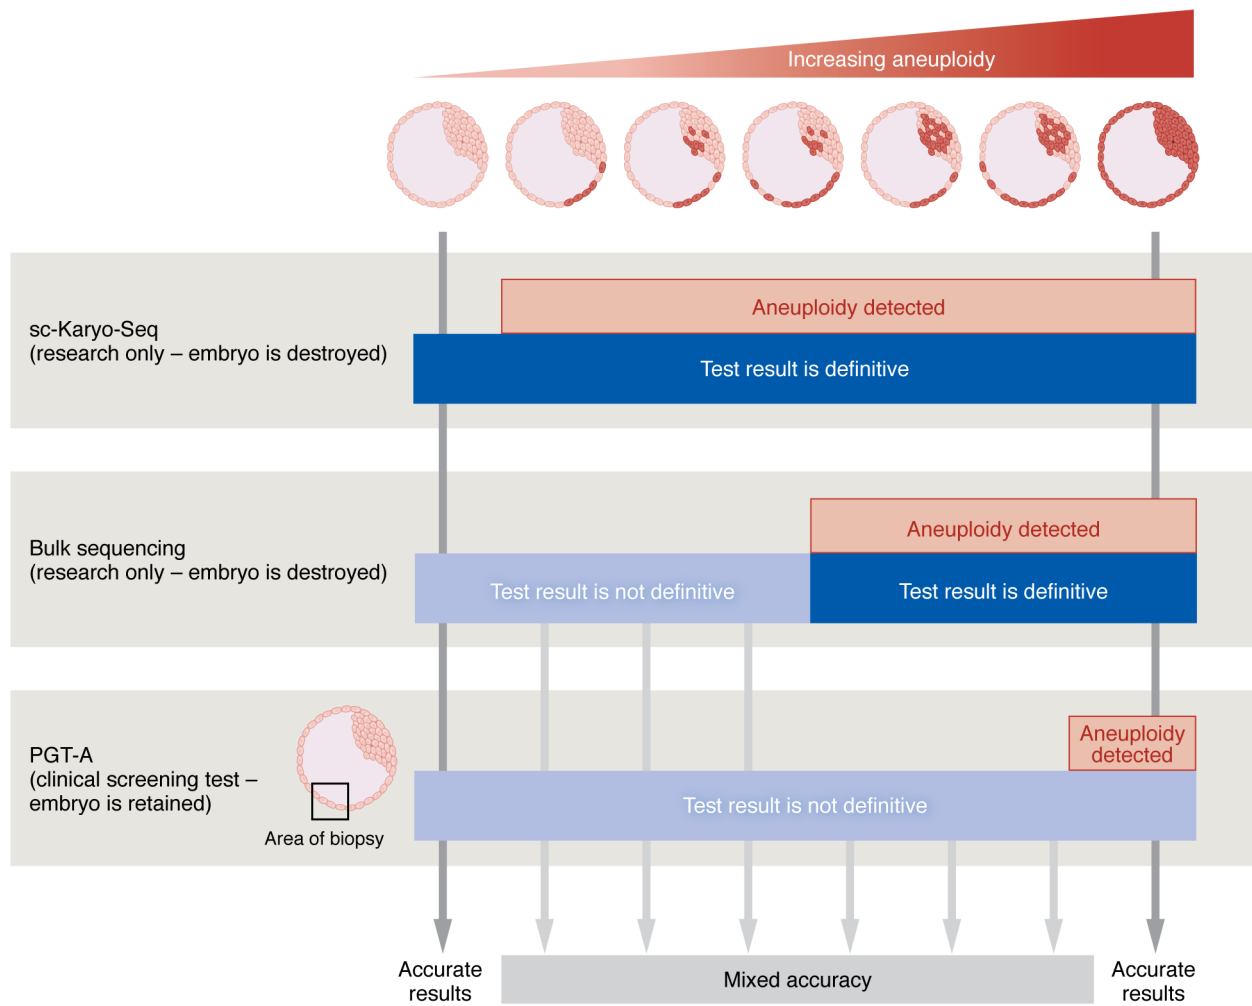 Increasing aneuploidy
sc-Karyo-Seq
(research only – embryo is destroyed)
Aneuploidy detected
Test result is definitive
Bulk sequencing
(research only – embryo is destroyed)
Aneuploidy detected
Test result is not definitive
Test result is definitive
PGT-A
(clinical screening test –
embryo is retained)
Area of biopsy
Aneuploidy
detected
Test result is not definitive
Accurate
results
Mixed accuracy
Accurate
results